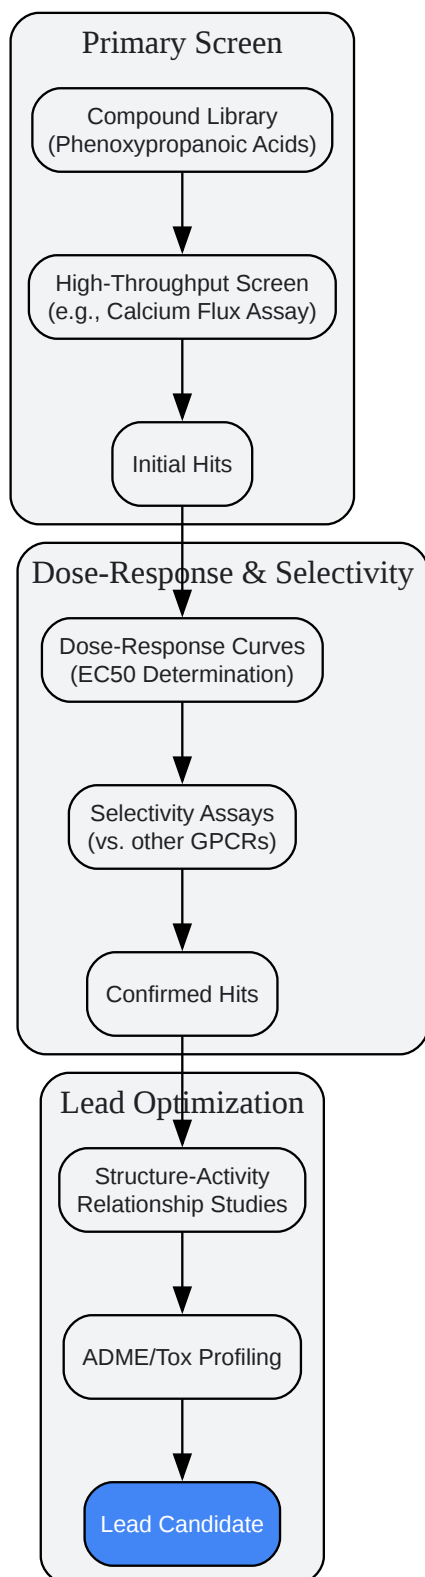 Primary Screen
Compound Library
(Phenoxypropanoic Acids)
High-Throughput Screen
(e.g., Calcium Flux Assay)
Initial Hits
Dose-Response & Selectivity
Dose-Response Curves
(EC50 Determination)
Selectivity Assays
(vs. other GPCRs)
Confirmed Hits
Lead Optimization
Structure-Activity
Relationship Studies
ADME/Tox Profiling
Lead Candidate